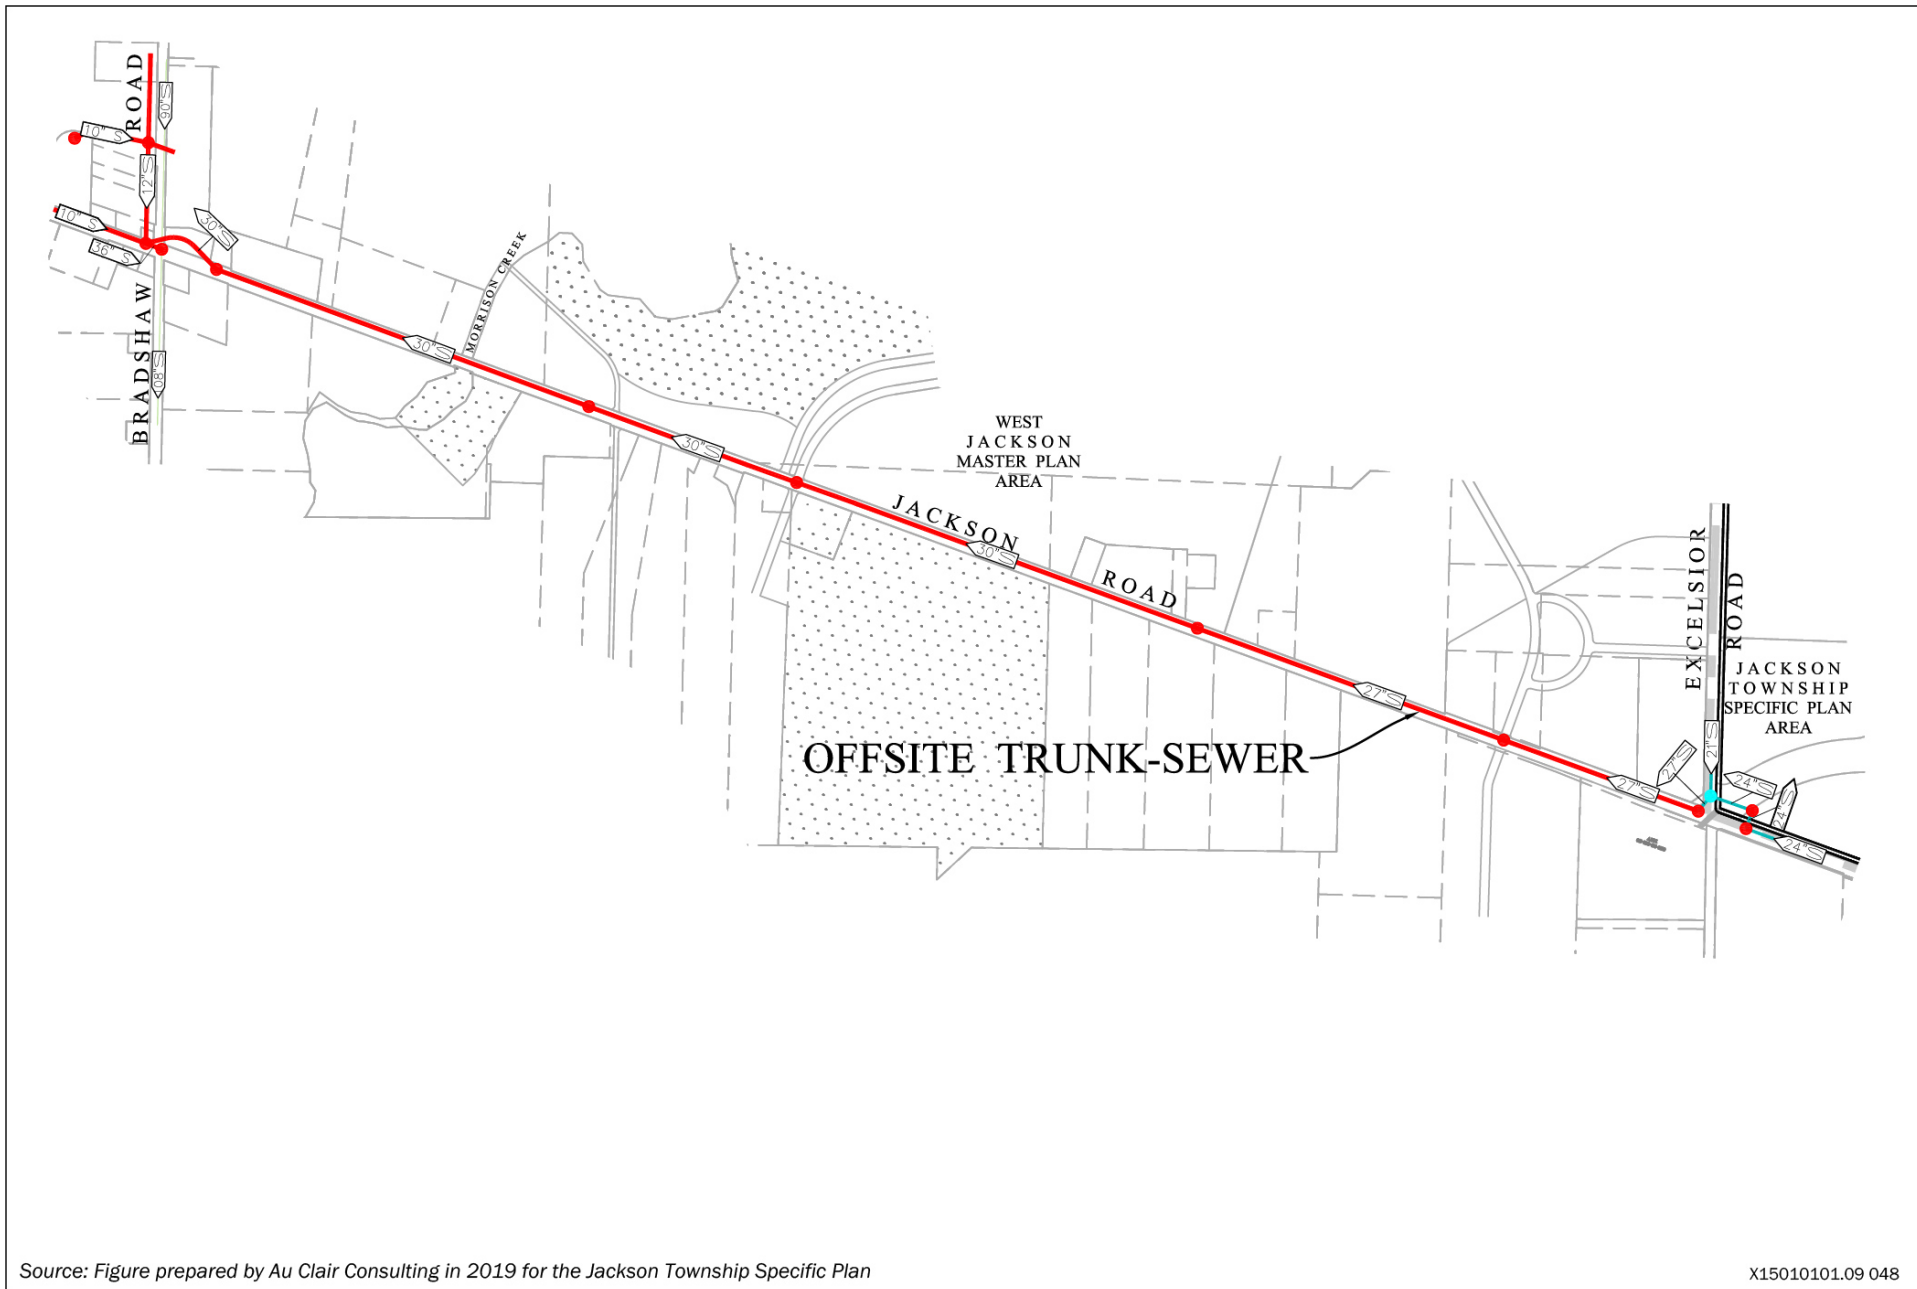 ROAD
90"S
10" S
12"S
10" S
30"S
36" S
BRADSHAW
08"S
MORRISON CREEK
30"S
30"S
WEST
JACKSON
MASTER PLAN
AREA
JACKSON
30"S
ROAD
EXCELSIOR
ROAD
JACKSON
TOWNSHIP
SPECIFIC PLAN
AREA
27"S
OFFSITE TRUNK-SEWER
21"S
27"S
27"S
24"S
24"S
24"S
Source: Figure prepared by Au Clair Consulting in 2019 for the Jackson Township Specific Plan
X15010101.09 048